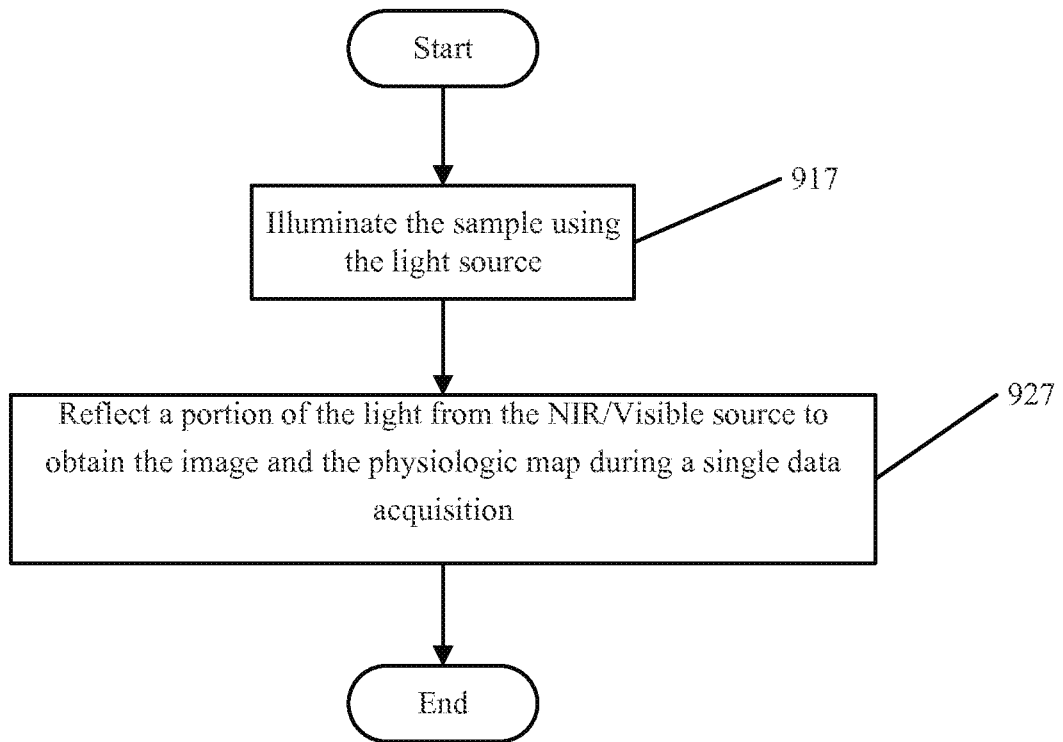 Start
917
Illuminate the sample using
the light source
927
Reflect a portion of the light from the NIR/Visible source to
obtain the image and the physiologic map during a single data
acquisition
End